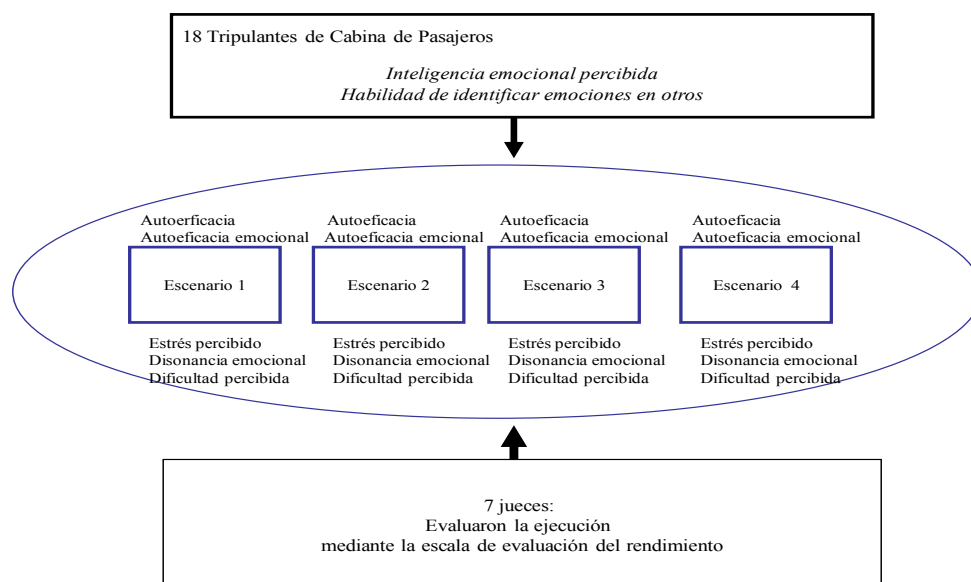 18 Tripulantes de Cabina de Pasajeros
Inteligencia emocional percibida
Habilidad de identificar emociones en otros
Autoerficacia
Autoeficacia emocional
Autoeficacia
Autoeficacia emcional
Autoeficacia
Autoeficacia emocional
Autoeficacia
Autoeficacia emocional
Escenario 1
Escenario 2
Escenario 3
Escenario 4
Estrés percibido
Disonancia emocional
Dificultad percibida
Estrés percibido
Disonancia emocional
Dificultad percibida
Estrés percibido
Disonancia emocional
Dificultad percibida
Estrés percibido
Disonancia emocional
Dificultad percibida
7 jueces:
Evaluaron la ejecución
mediante la escala de evaluación del rendimiento